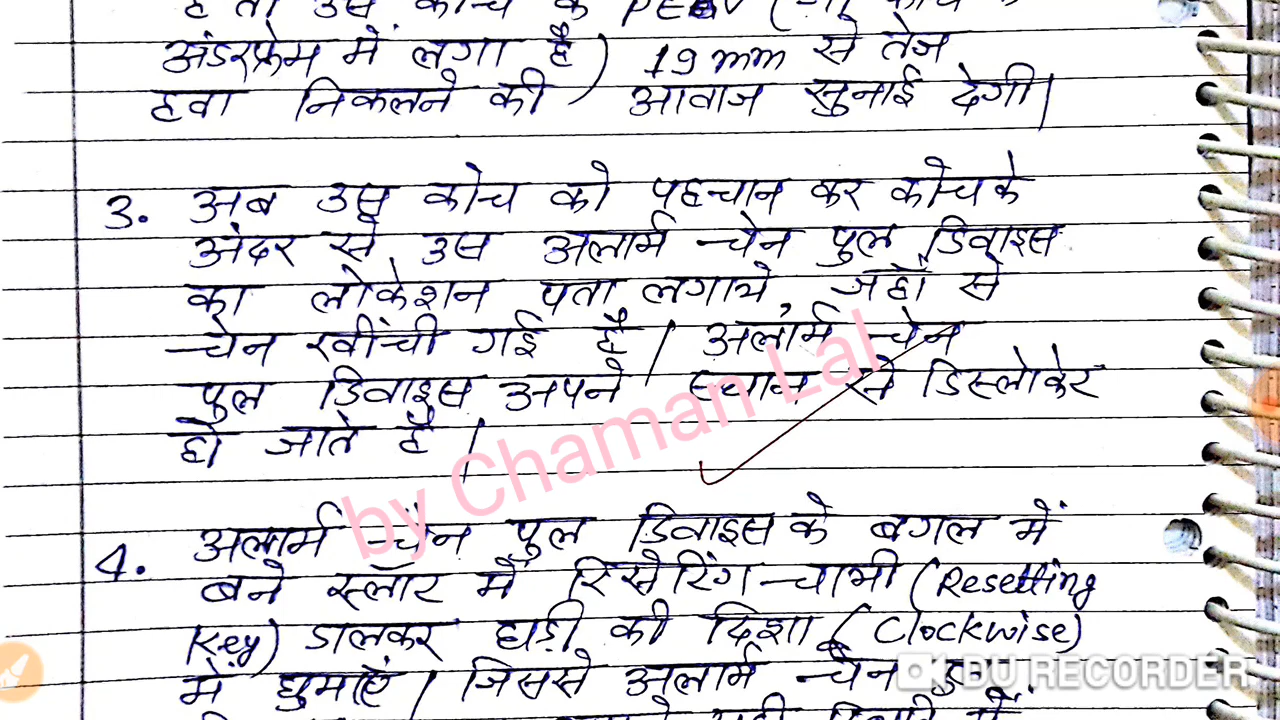 अंडरफ्रेम में लगा है) 19 mm से तेज
हवा निकलने की आवाज सुनाई देगी।
3. अब उस कोच को पहचान कर कोच के
अंदर से उस अलार्म चेन पुल डिवाइस
का लोकेशन पता लगाये, जहाँ से
चेन खींची गई है। अलार्म चेन
पुल डिवाइस अपने स्थान से डिस्लोकेट
हो जाते है।
4. अलार्म चैन पुल डिवाइस के बगल में
बने स्लॉट में रिसेटिंग चाभी (Resetting
Key) डालकर घड़ी की दिशा (Clockwise)
में घुमाएं। जिससे अलार्म चेन पुल
by Chaman Lal
DU RECORDER